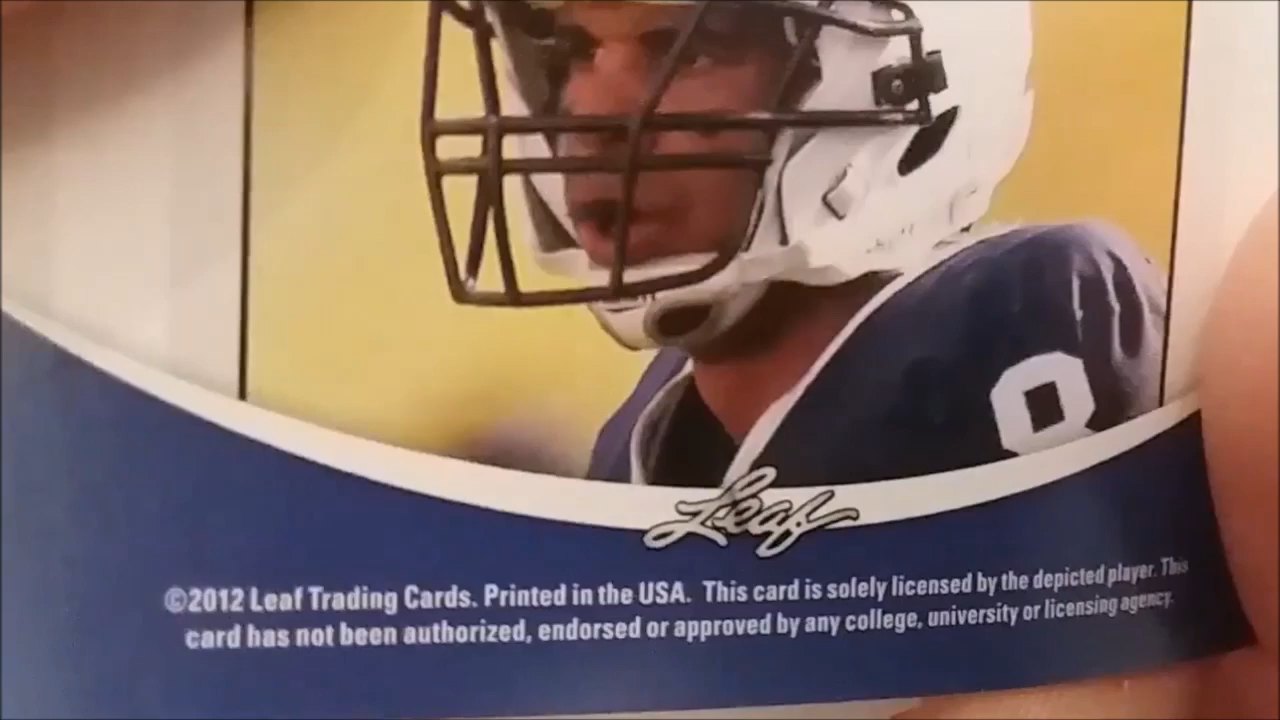 8
Leaf
©2012 Leaf Trading Cards. Printed in the USA. This card is solely licensed by the depicted player. This
card has not been authorized, endorsed or approved by any college, university or licensing agency.